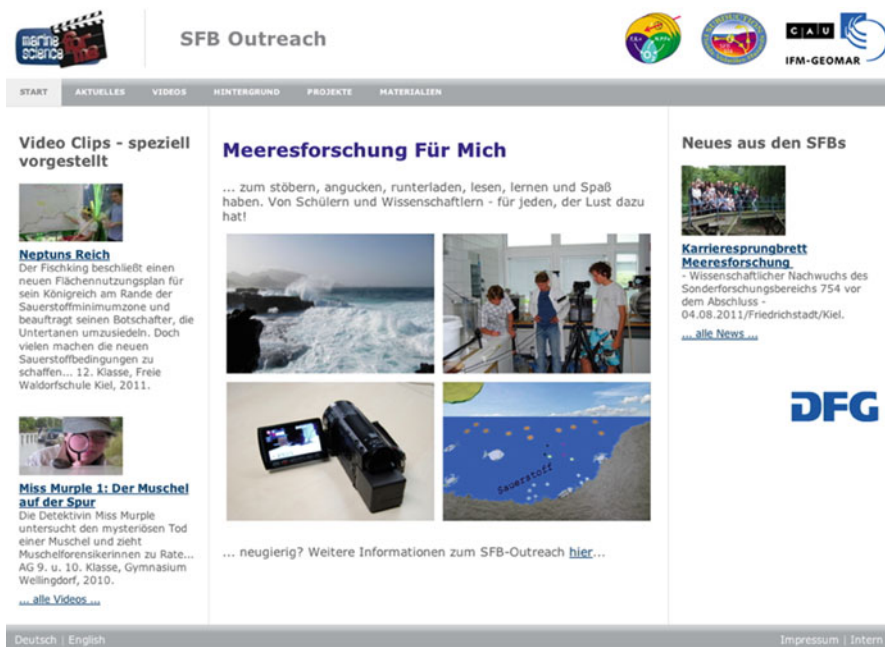 marine
science
for
me
SFB Outreach
CAU
IFM-GEOMAR
START AKTUELLES VIDEOS HINTERGRUND PROJEKTE MATERIALIEN
Video Clips - speziell
vorgestellt
Neptuns Reich
Der Fischking beschließt einen
neuen Flächennutzungsplan für
sein Königreich am Rande der
Sauerstoffminimumzone und
beauftragt seinen Botschafter, die
Untertanen umzusiedeln. Doch
vielen machen die neuen
Sauerstoffbedingungen zu
schaffen... 12. Klasse, Freie
Waldorfschule Kiel, 2011.
Miss Murple 1: Der Muschel
auf der Spur
Die Detektivin Miss Murple
untersucht den mysteriösen Tod
einer Muschel und zieht
Muschelforensikerinnen zu Rate...
AG 9. u. 10. Klasse, Gymnasium
Wellingdorf, 2010.
... alle Videos ...
Meeresforschung Für Mich
... zum stöbern, angucken, runterladen, lesen, lernen und Spaß
haben. Von Schülern und Wissenschaftlern - für jeden, der Lust dazu
hat!
Sauerstoff
... neugierig? Weitere Informationen zum SFB-Outreach hier...
Neues aus den SFBs
Karrieresprungbrett
Meeresforschung
- Wissenschaftlicher Nachwuchs des
Sonderforschungsbereichs 754 vor
dem Abschluss -
04.08.2011/Friedrichstadt/Kiel.
... alle News ...
DFG
Deutsch | English
Impressum | Intern